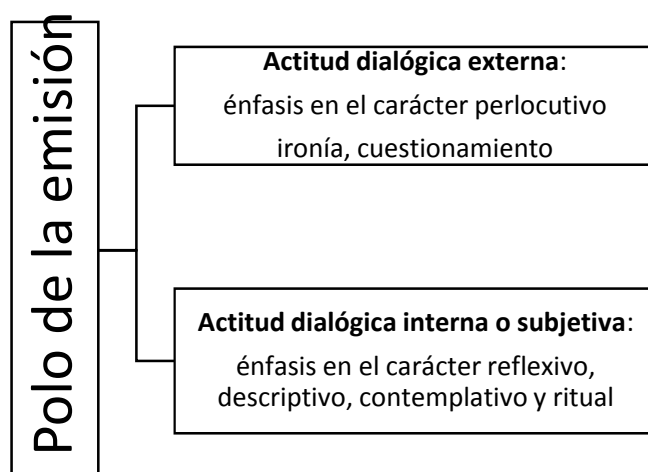 Polo de la emisión
Actitud dialógica externa:
énfasis en el carácter perlocutivo
ironía, cuestionamiento
Actitud dialógica interna o subjetiva:
énfasis en el carácter reflexivo,
descriptivo, contemplativo y ritual